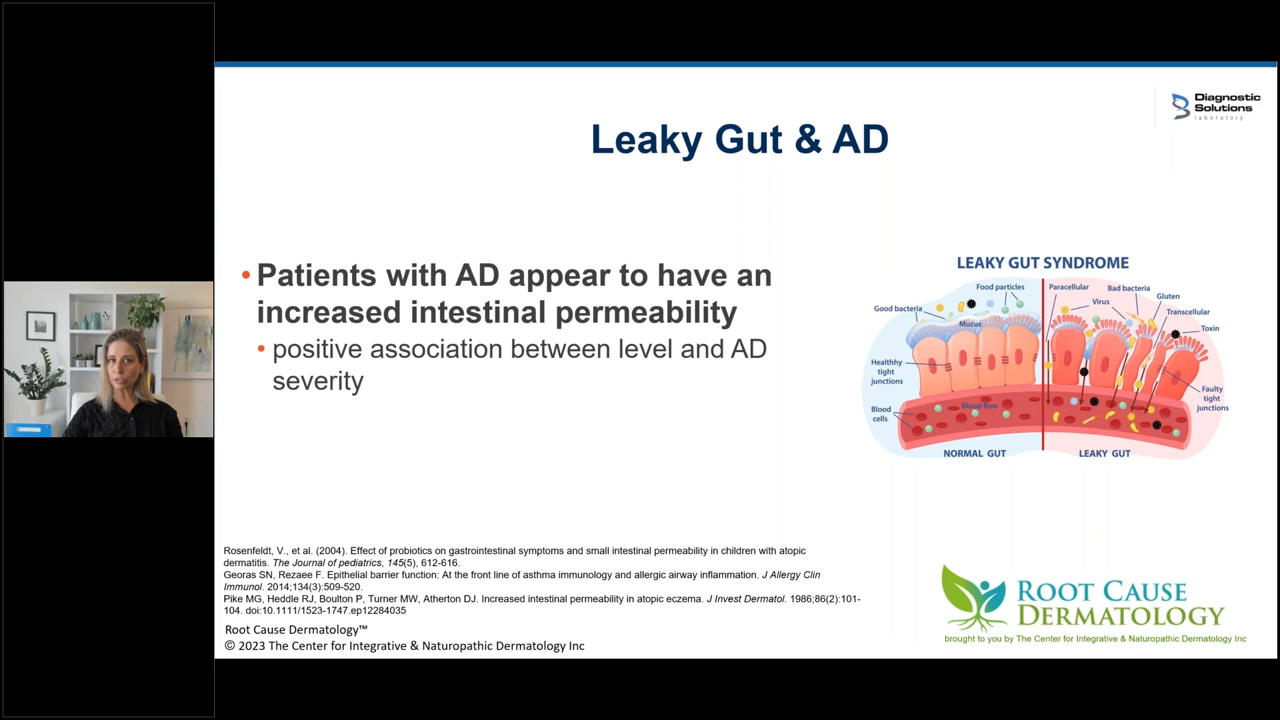 Diagnostic
Solutions
laboratory
Leaky Gut & AD
• Patients with AD appear to have an
increased intestinal permeability
• positive association between level and AD
severity
LEAKY GUT SYNDROME
Food particles
Good bacteria
Mucus
Healthhy
tight
junctions
Blood
cells
Blood flow
NORMAL GUT
Paracellular
Virus
Bad bacteria
Gluten
Transcellular
Toxin
Faulty
tight
junctions
LEAKY GUT
Rosenfeldt, V., et al. (2004). Effect of probiotics on gastrointestinal symptoms and small intestinal permeability in children with atopic
dermatitis. The Journal of pediatrics, 145(5), 612-616.
Georas SN, Rezaee F. Epithelial barrier function: At the front line of asthma immunology and allergic airway inflammation. J Allergy Clin
Immunol. 2014;134(3):509-520.
Pike MG, Heddle RJ, Boulton P, Turner MW, Atherton DJ. Increased intestinal permeability in atopic eczema. J Invest Dermatol. 1986;86(2):101-
104. doi:10.1111/1523-1747.ep12284035
Root Cause Dermatology™
© 2023 The Center for Integrative & Naturopathic Dermatology Inc
ROOT CAUSE
DERMATOLOGY
brought to you by The Center for Integrative & Naturopathic Dermatology Inc